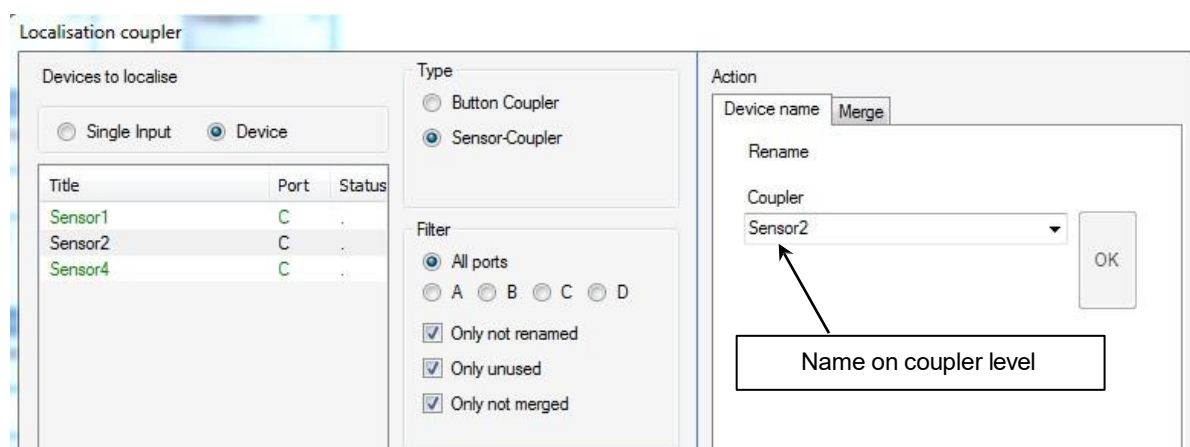 Localisation coupler
Devices to localise
Single Input Device
Title Port Status
Sensor1 C .
Sensor2 C .
Sensor4 C .
Type
Button Coupler
Sensor-Coupler
Filter
All ports
A B C D
Only not renamed
Only unused
Only not merged
Action
Device name Merge
Rename
Coupler
Sensor2
OK
Name on coupler level